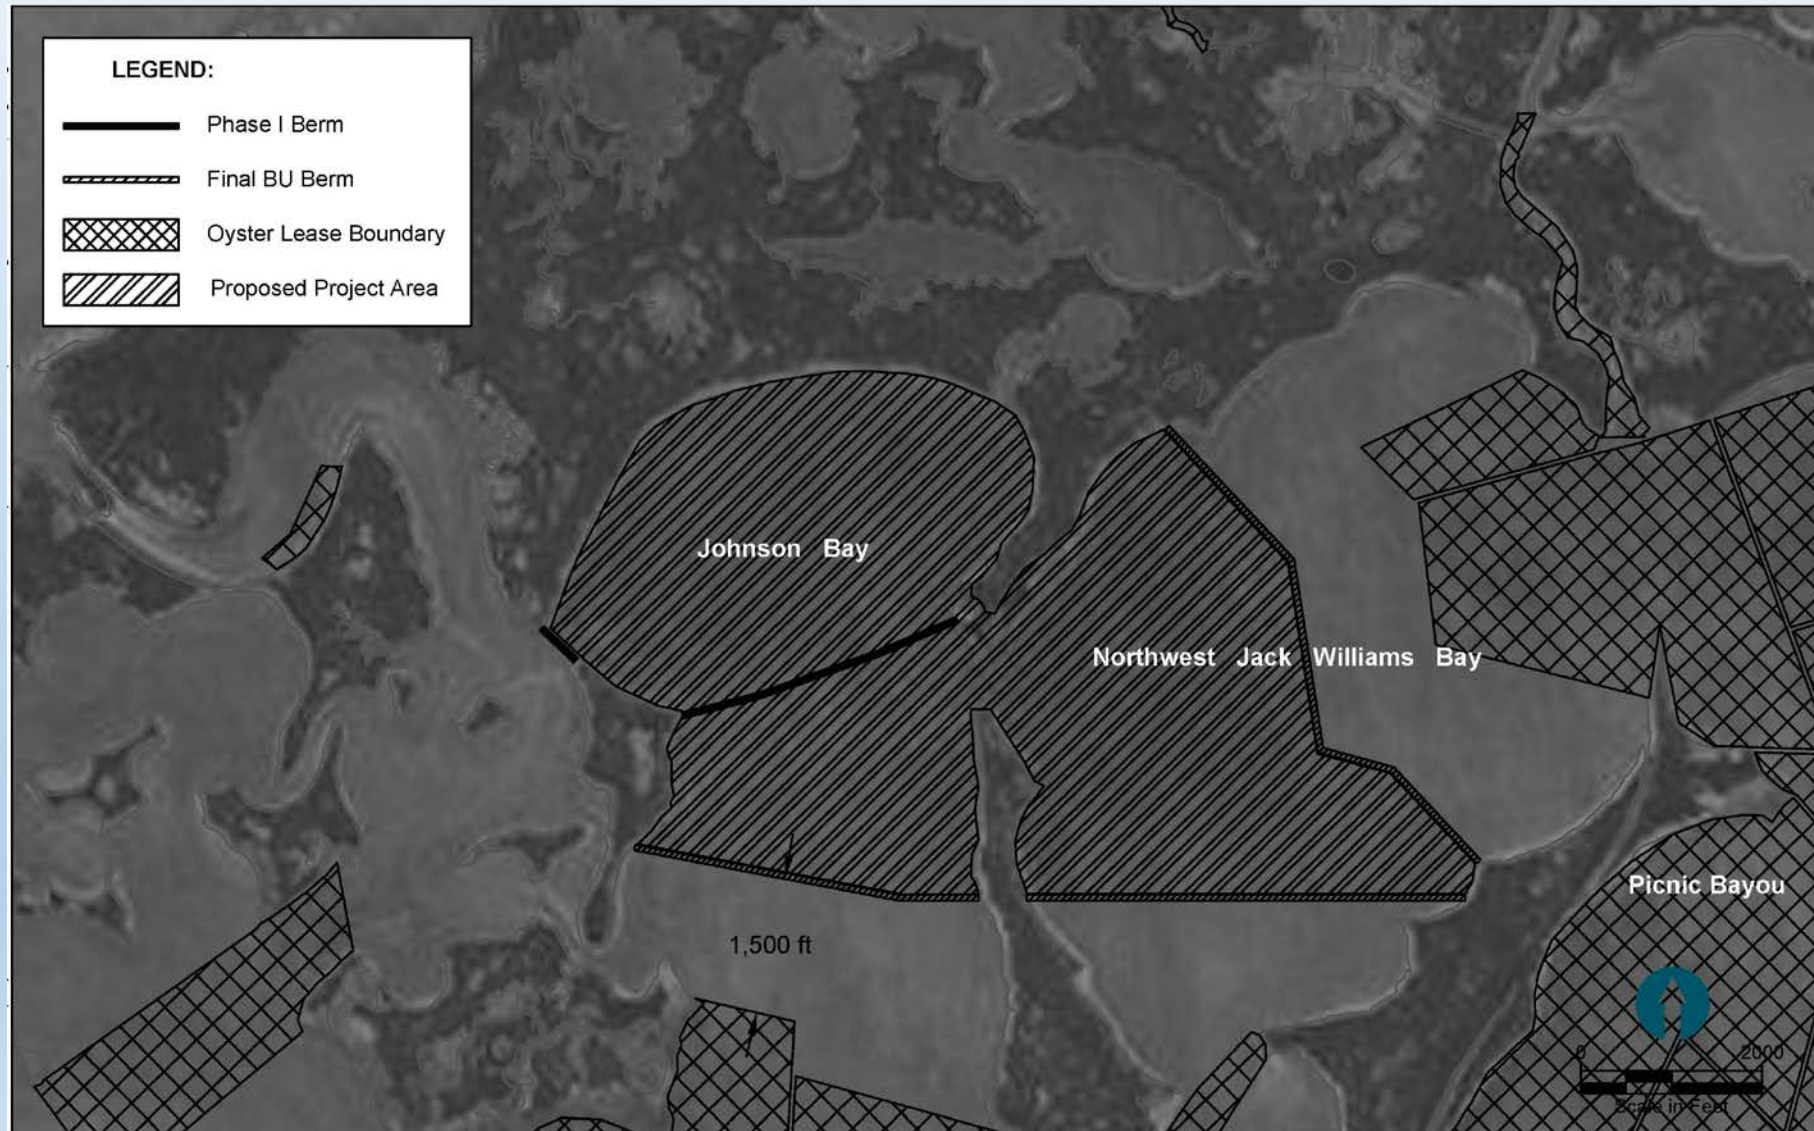 LEGEND:
Phase I Berm
Final BU Berm
Oyster Lease Boundary
Proposed Project Area
Johnson Bay
Northwest Jack Williams Bay
Picnic Bayou
1,500 ft
0 2000
Scale in Feet